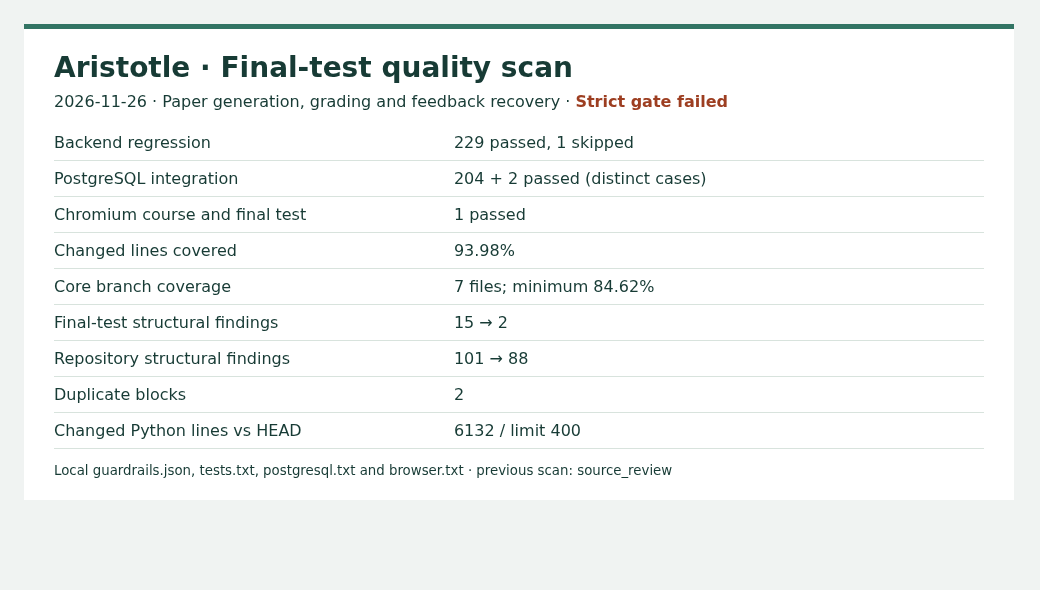 Aristotle · Final-test quality scan
2026-11-26 · Paper generation, grading and feedback recovery · Strict gate failed
Backend regression 229 passed, 1 skipped
PostgreSQL integration 204 + 2 passed (distinct cases)
Chromium course and final test 1 passed
Changed lines covered 93.98%
Core branch coverage 7 files; minimum 84.62%
Final-test structural findings 15 → 2
Repository structural findings 101 → 88
Duplicate blocks 2
Changed Python lines vs HEAD 6132 / limit 400
Local guardrails.json, tests.txt, postgresql.txt and browser.txt · previous scan: source_review